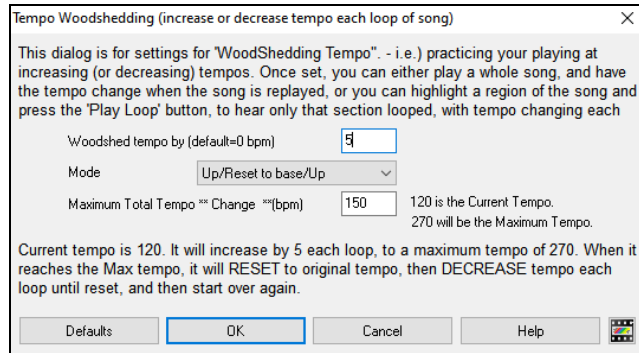 Tempo Woodshedding (increase or decrease tempo each loop of song)
This dialog is for settings for 'WoodShedding Tempo". - i.e.) practicing your playing at
increasing (or decreasing) tempos. Once set, you can either play a whole song, and have
the tempo change when the song is replayed, or you can highlight a region of the song and
press the 'Play Loop' button, to hear only that section looped, with tempo changing each
Woodshed tempo by (default=0 bpm) 5
Mode Up/Reset to base/Up
Maximum Total Tempo ** Change **(bpm) 150 120 is the Current Tempo.
270 will be the Maximum Tempo.
Current tempo is 120. It will increase by 5 each loop, to a maximum tempo of 270. When it
reaches the Max tempo, it will RESET to original tempo, then DECREASE tempo each
loop until reset, and then start over again.
Defaults OK Cancel Help